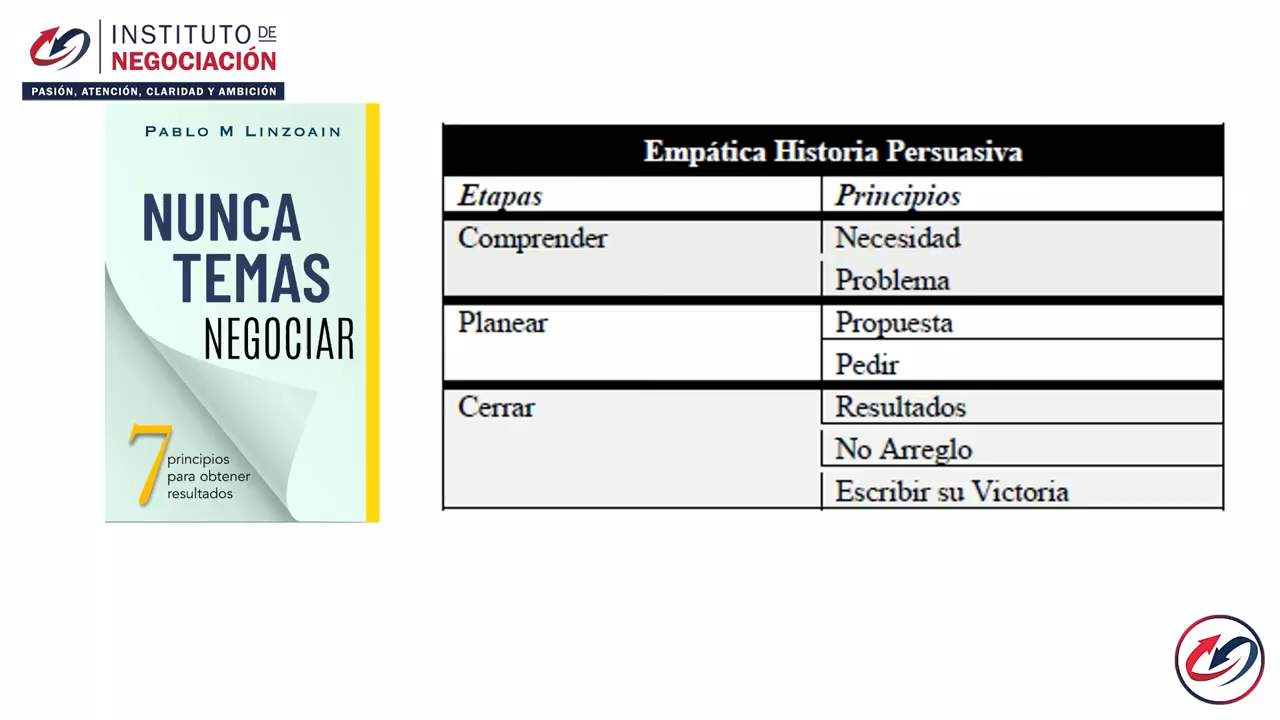 INSTITUTO DE
NEGOCIACIÓN
PASIÓN, ATENCIÓN, CLARIDAD Y AMBICIÓN
PABLO M LINZOAIN
NUNCA
TEMAS
NEGOCIAR
7 principios
para obtener
resultados
Empática Historia Persuasiva
Etapas Principios
Comprender Necesidad
Problema
Planear Propuesta
Pedir
Cerrar Resultados
No Arreglo
Escribir su Victoria